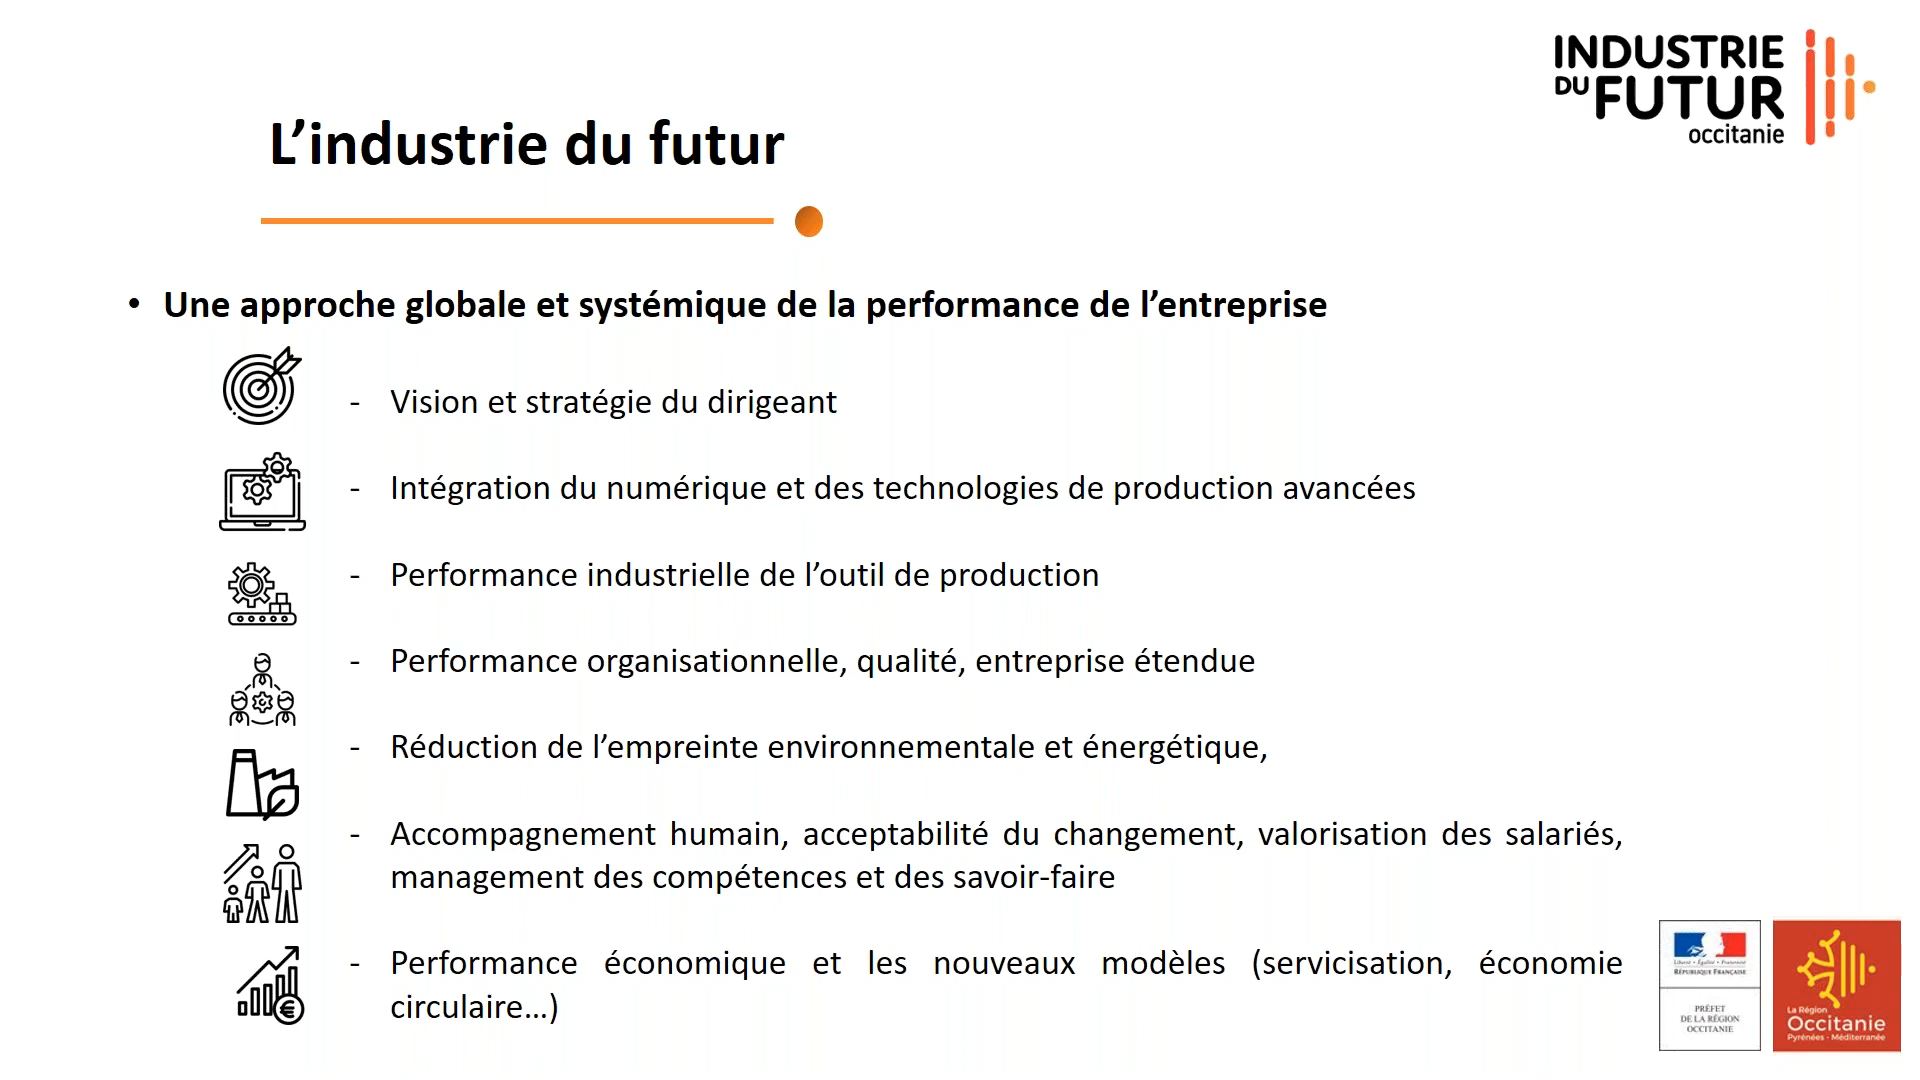 INDUSTRIE
DU FUTUR
occitanie
L’industrie du futur
• Une approche globale et systémique de la performance de l’entreprise
- Vision et stratégie du dirigeant
- Intégration du numérique et des technologies de production avancées
- Performance industrielle de l’outil de production
- Performance organisationnelle, qualité, entreprise étendue
- Réduction de l’empreinte environnementale et énergétique,
- Accompagnement humain, acceptabilité du changement, valorisation des salariés,
management des compétences et des savoir-faire
- Performance économique et les nouveaux modèles (servicisation, économie
circulaire…)
Liberté • Égalité • Fraternité
RÉPUBLIQUE FRANÇAISE
PRÉFET
DE LA RÉGION
OCCITANIE
La Région
Occitanie
Pyrénées - Méditerranée